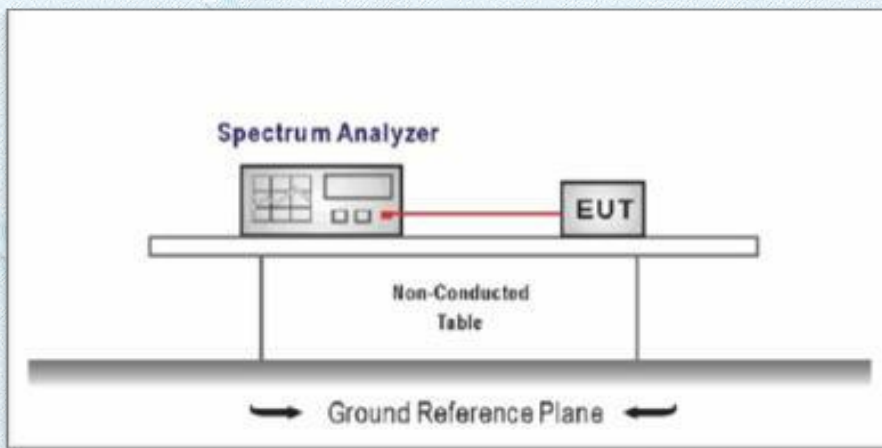 Spectrum Analyzer
EUT
Non-Conducted
Table
Ground Reference Plane